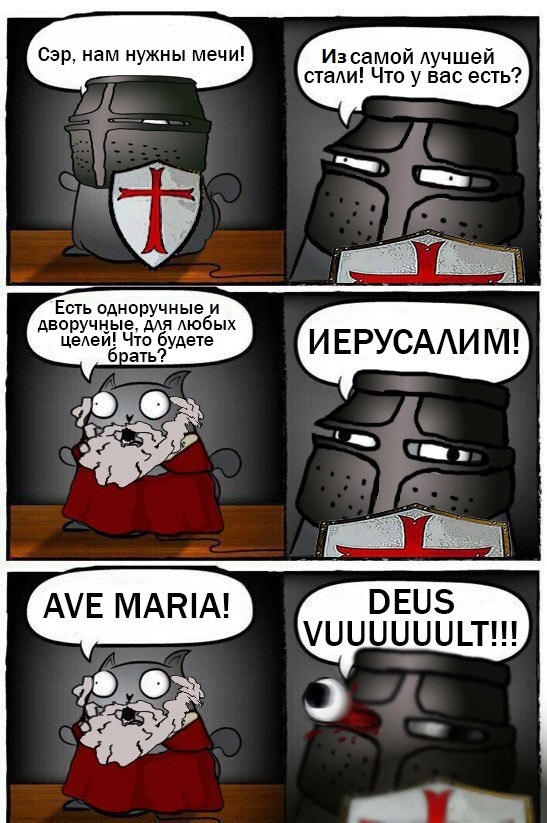 Сэр, нам нужны мечи!
Из самой лучшей
стали! Что у вас есть?
Есть одноручные и
дворучные, для любых
целей! Что будете
брать?
ИЕРУСАЛИМ!
AVE MARIA!
DEUS
VUUUUUULT!!!